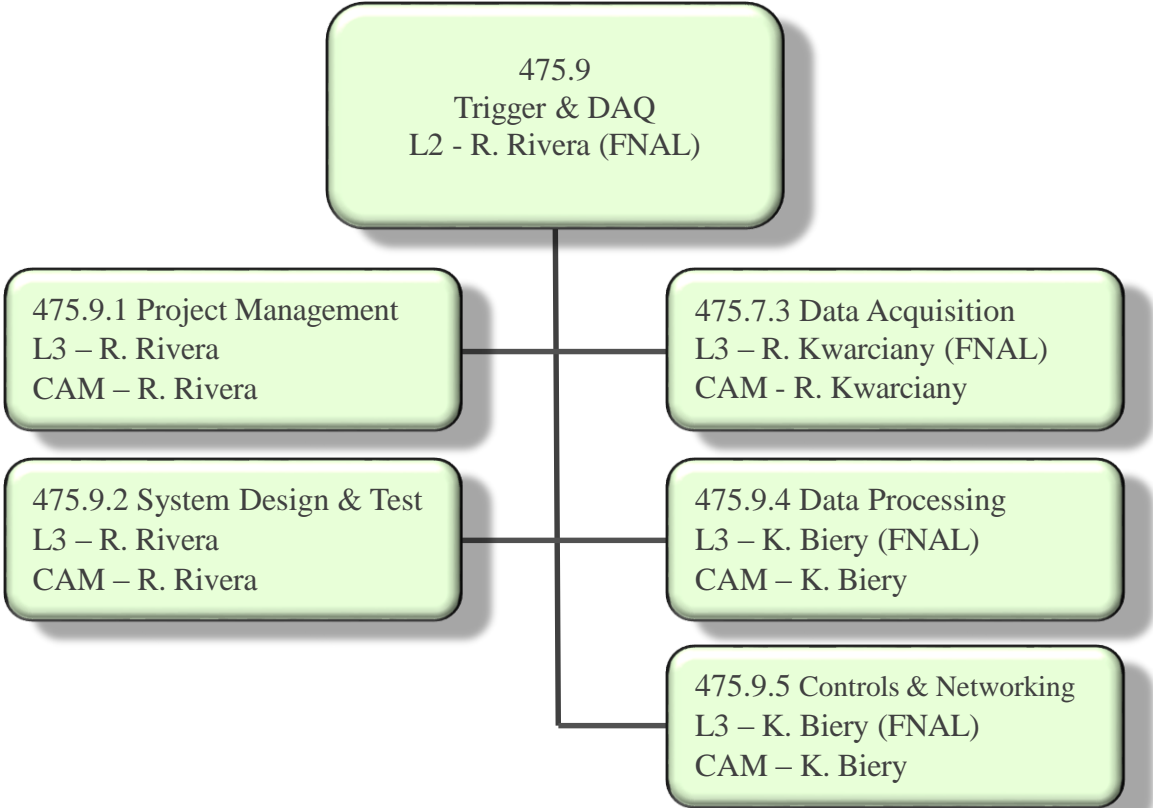 475.9
Trigger & DAQ
L2 - R. Rivera (FNAL)
475.9.1 Project Management
L3 – R. Rivera
CAM – R. Rivera
475.7.3 Data Acquisition
L3 – R. Kwarciany (FNAL)
CAM - R. Kwarciany
475.9.2 System Design & Test
L3 – R. Rivera
CAM – R. Rivera
475.9.4 Data Processing
L3 – K. Biery (FNAL)
CAM – K. Biery
475.9.5 Controls & Networking
L3 – K. Biery (FNAL)
CAM – K. Biery